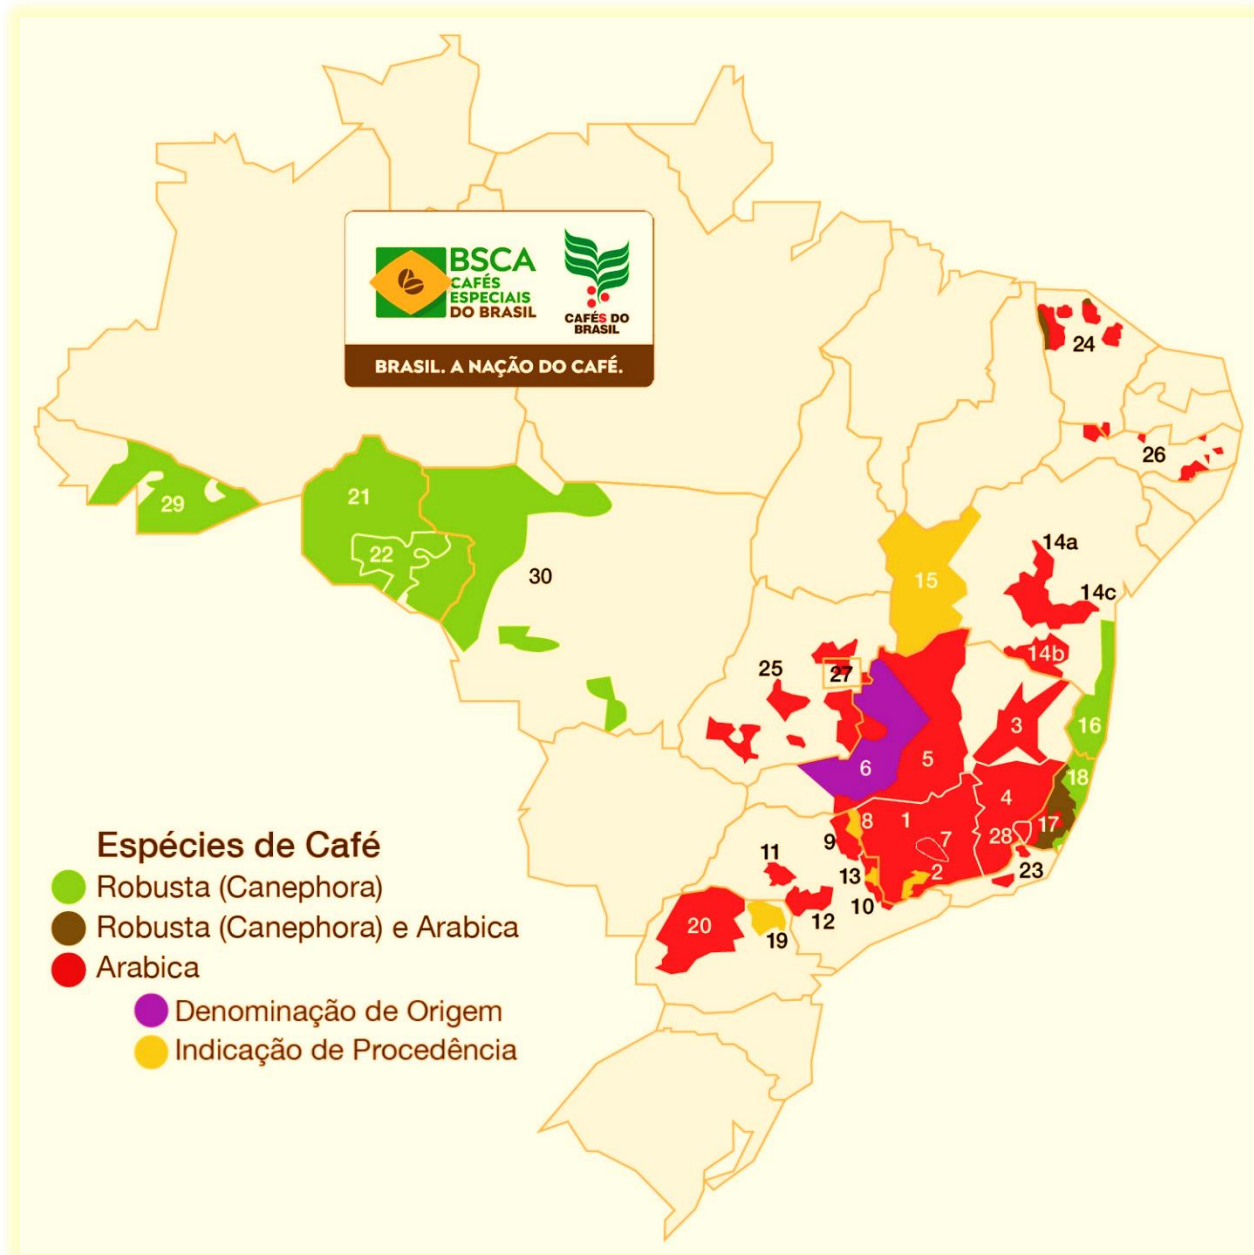 BSCA
CAFÉS
ESPECIAIS
DO BRASIL
CAFÉS DO
BRASIL
BRASIL. A NAÇÃO DO CAFÉ.
24
26
21
29
22
30
14a
15
14c
14b
25
27
3
16
5
6
18
4
8
1
17
9
7
28
11
23
13
2
10
12
20
19
Espécies de Café
Robusta (Canephora)
Robusta (Canephora) e Arabica
Arabica
Denominação de Origem
Indicação de Procedência